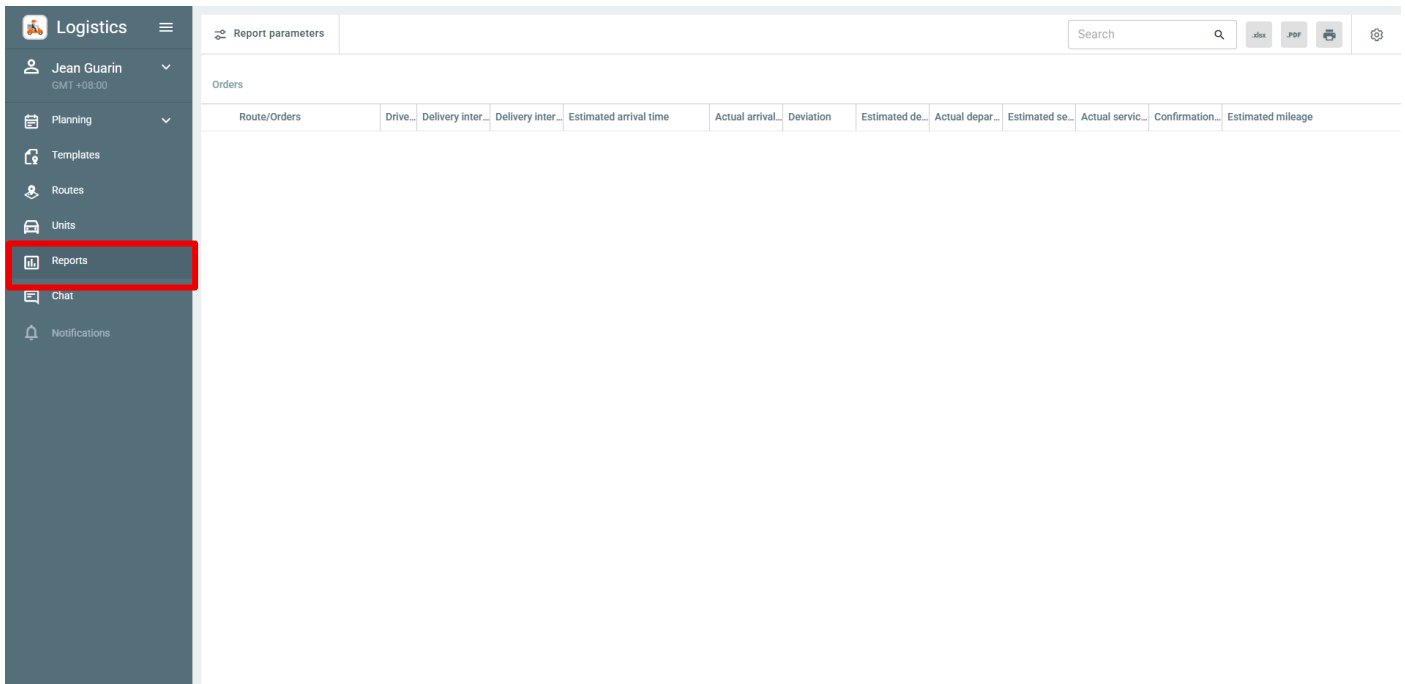 Logistics
Jean Guarin
GMT +08:00
Planning
Templates
Routes
Units
Reports
Chat
Notifications
Report parameters
Search
.xlsx
.PDF
Orders
Route/Orders Drive... Delivery inter... Delivery inter... Estimated arrival time Actual arrival... Deviation Estimated de... Actual depar... Estimated se... Actual servic... Confirmation... Estimated mileage